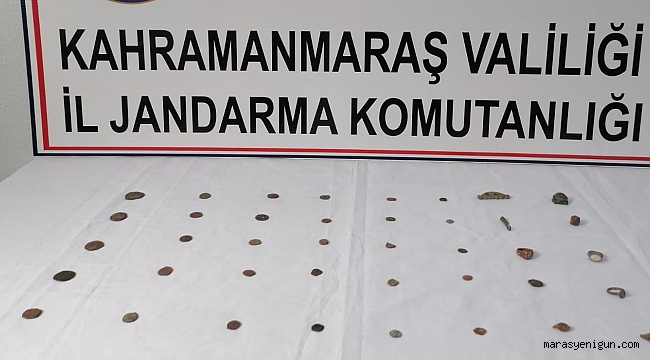 KAHRAMANMARAŞ VALİLİĞİ
İL JANDARMA KOMUTANLIĞI
marasyenigun.com